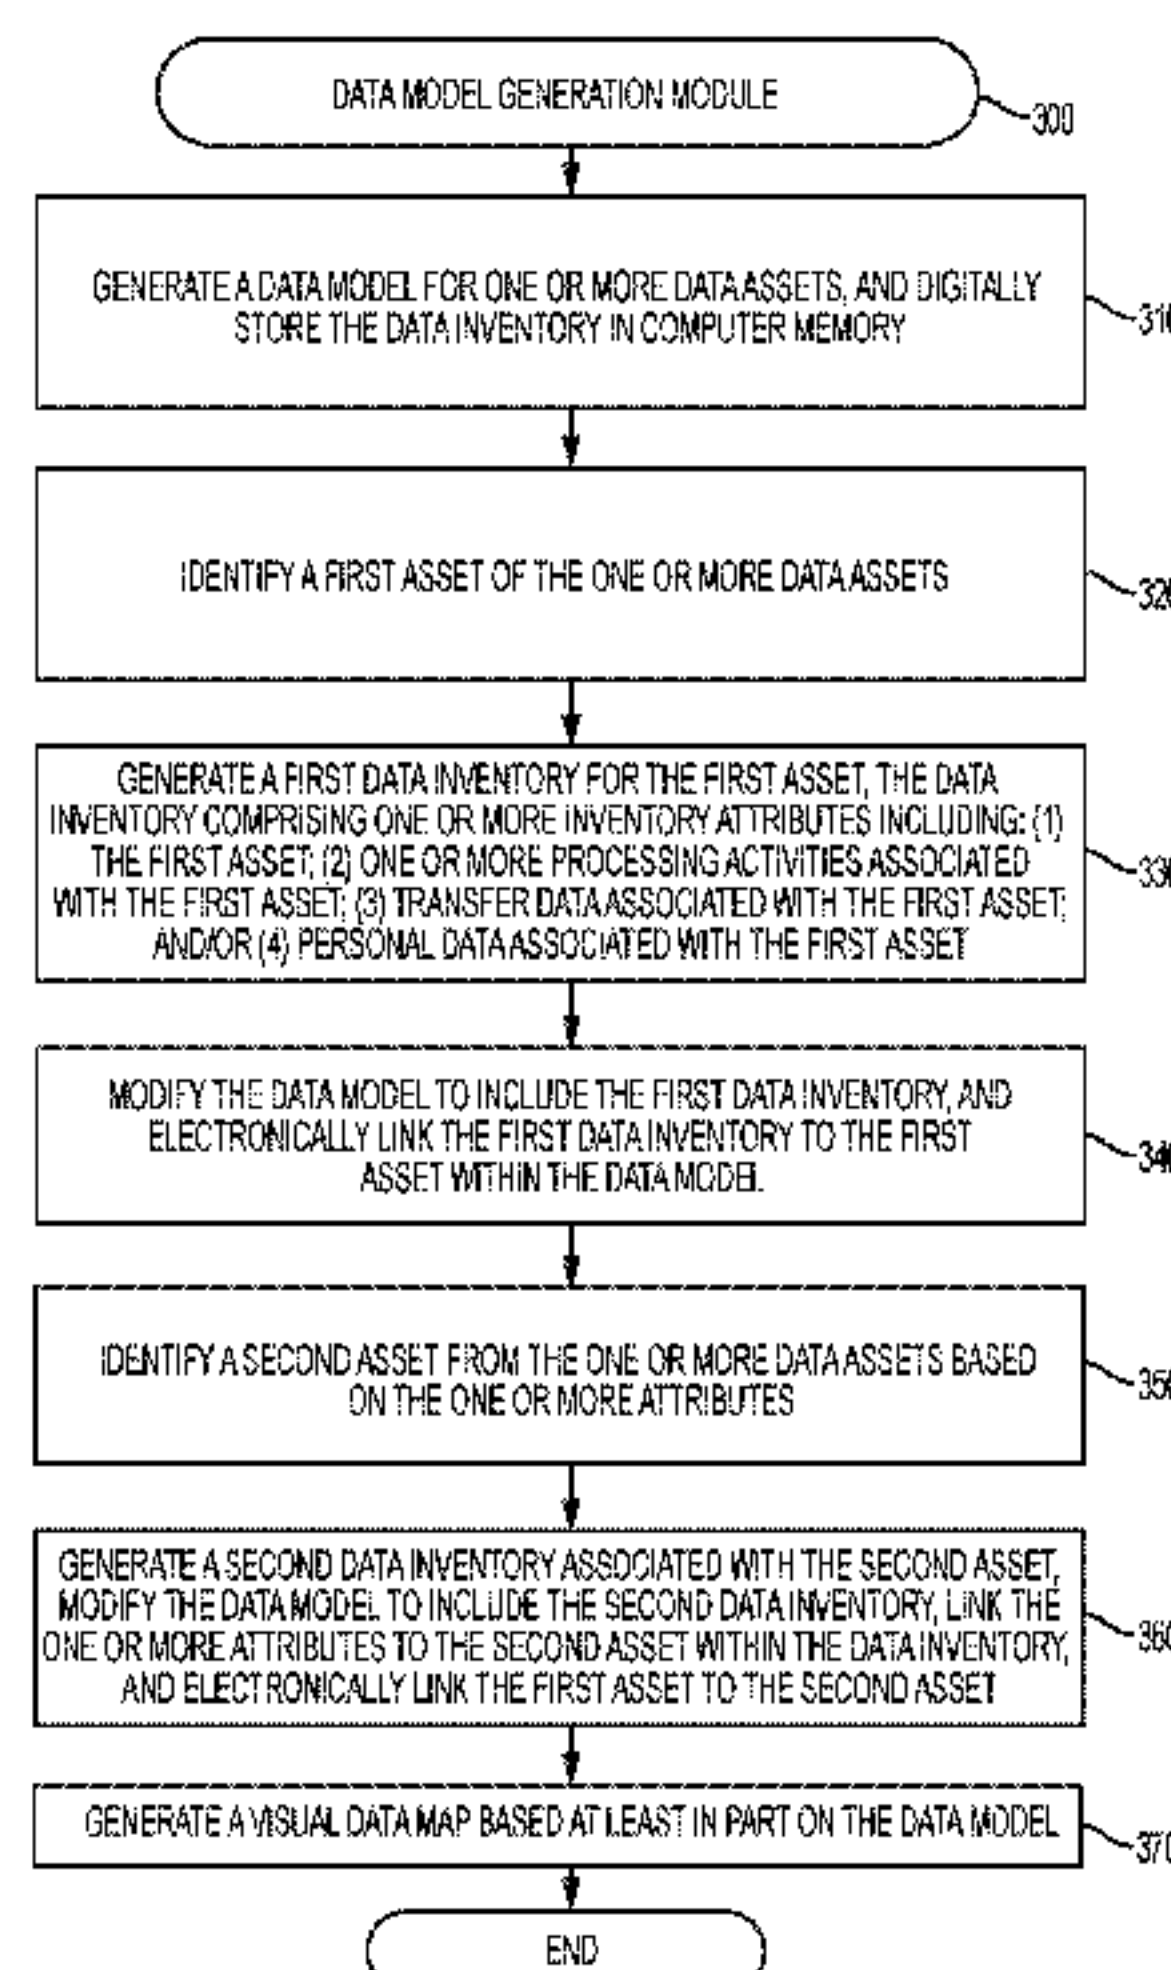 DATA MODEL GENERATION MODULE
300
GENERATE A DATA MODEL FOR ONE OR MORE DATA ASSETS, AND DIGITALLY
STORE THE DATA INVENTORY IN COMPUTER MEMORY
310
IDENTIFY A FIRST ASSET OF THE ONE OR MORE DATA ASSETS
320
GENERATE A FIRST DATA INVENTORY FOR THE FIRST ASSET, THE DATA
INVENTORY COMPRISING ONE OR MORE INVENTORY ATTRIBUTES INCLUDING: (1)
THE FIRST ASSET; (2) ONE OR MORE PROCESSING ACTIVITIES ASSOCIATED
WITH THE FIRST ASSET; (3) TRANSFER DATA ASSOCIATED WITH THE FIRST ASSET;
AND/OR (4) PERSONAL DATA ASSOCIATED WITH THE FIRST ASSET
330
MODIFY THE DATA MODEL TO INCLUDE THE FIRST DATA INVENTORY, AND
ELECTRONICALLY LINK THE FIRST DATA INVENTORY TO THE FIRST
ASSET WITHIN THE DATA MODEL
340
IDENTIFY A SECOND ASSET FROM THE ONE OR MORE DATA ASSETS BASED
ON THE ONE OR MORE ATTRIBUTES
350
GENERATE A SECOND DATA INVENTORY ASSOCIATED WITH THE SECOND ASSET,
MODIFY THE DATA MODEL TO INCLUDE THE SECOND DATA INVENTORY, LINK THE
ONE OR MORE ATTRIBUTES TO THE SECOND ASSET WITHIN THE DATA INVENTORY,
AND ELECTRONICALLY LINK THE FIRST ASSET TO THE SECOND ASSET
360
GENERATE A VISUAL DATA MAP BASED AT LEAST IN PART ON THE DATA MODEL
370
END